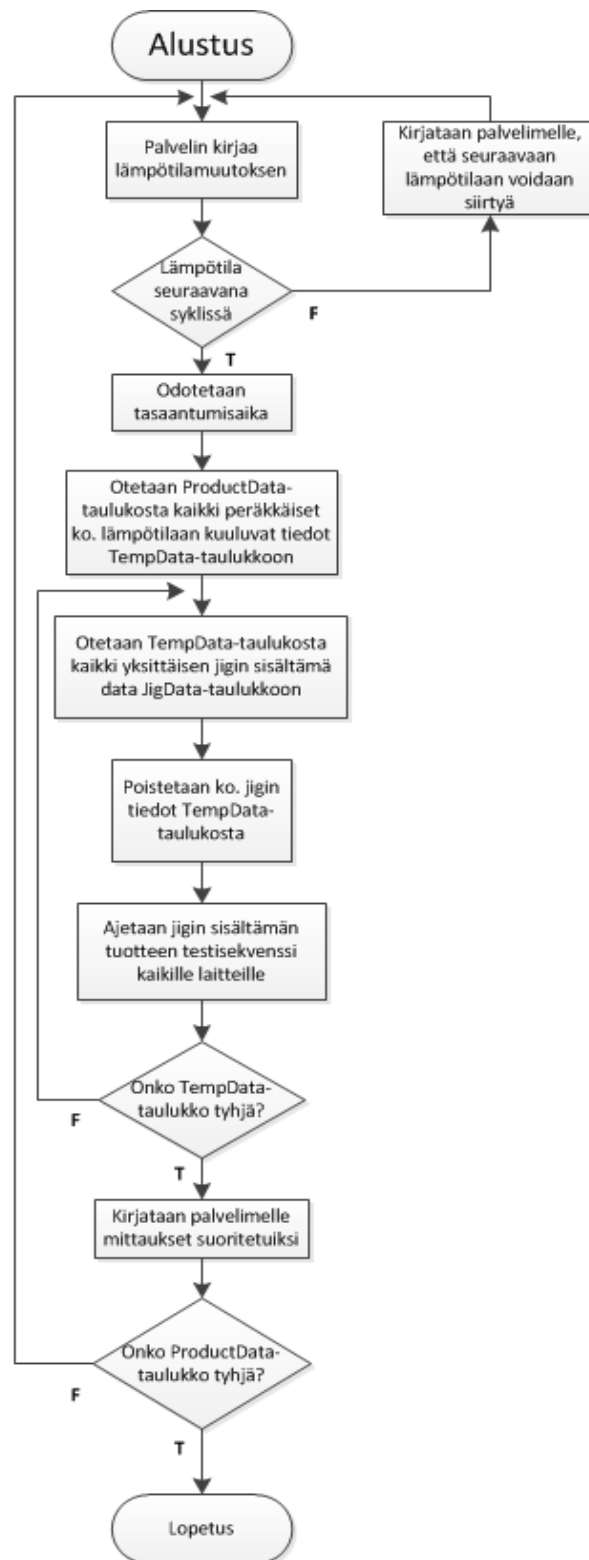 Alustus
Palvelin kirjaa
lämpötilamuutoksen
Kirjataan palvelimelle,
että seuraavaan
lämpötilaan voidaan
siirtyä
Lämpötila
seuraavana
syklissä
F
T
Odotetaan
tasaantumisaika
Otetaan ProductData-
taulukosta kaikki peräkkäiset
ko. lämpötilaan kuuluvat tiedot
TempData-taulukkoon
Otetaan TempData-taulukosta
kaikki yksittäisen jigin sisältämä
data JigData-taulukkoon
Poistetaan ko. jigin
tiedot TempData-
taulukosta
Ajetaan jigin sisältämän
tuotteen testisekvenssi
kaikille laitteille
Onko TempData-
taulukko tyhjä?
F
T
Kirjataan palvelimelle
mittaukset suoritetuiksi
Onko ProductData-
taulukko tyhjä?
F
T
Lopetus